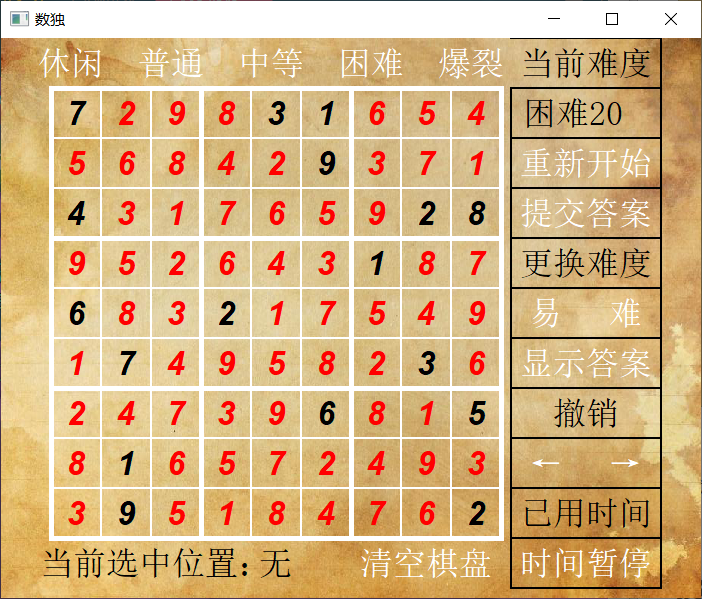 数独
休闲 普通 中等 困难 爆裂 当前难度
7 2 9 8 3 1 6 5 4 困难20
5 6 8 4 2 9 3 7 1 重新开始
4 3 1 7 6 5 9 2 8 提交答案
9 5 2 6 4 3 1 8 7 更换难度
6 8 3 2 1 7 5 4 9 易 难
1 7 4 9 5 8 2 3 6 显示答案
2 4 7 3 9 6 8 1 5 撤销
8 1 6 5 7 2 4 9 3 ← →
3 9 5 1 8 4 7 6 2 已用时间
当前选中位置：无 清空棋盘 时间暂停